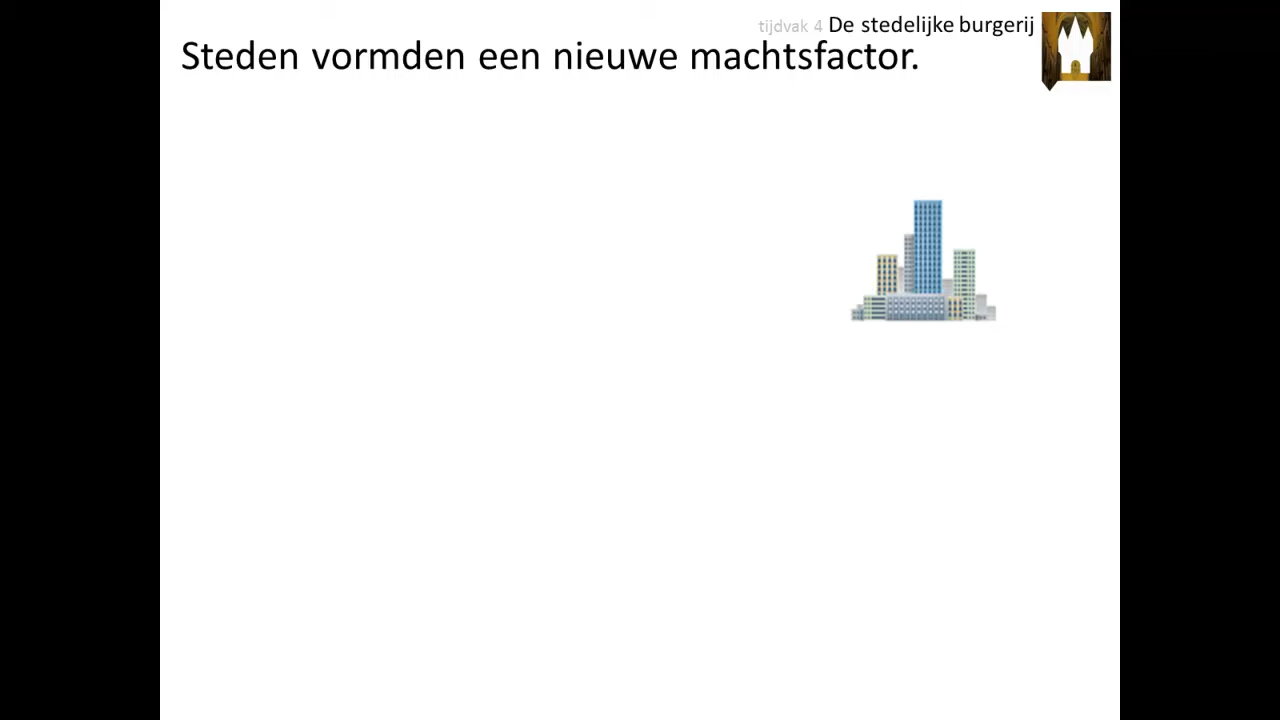 tijdvak 4 De stedelijke burgerij
Steden vormden een nieuwe machtsfactor.